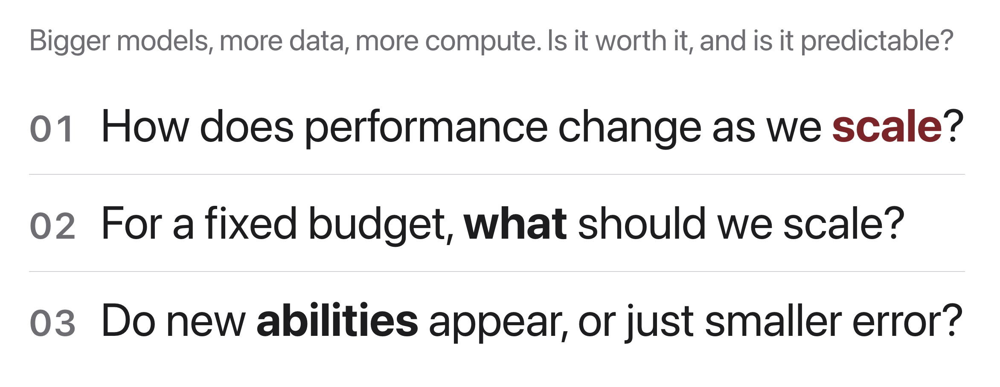 Bigger models, more data, more compute. Is it worth it, and is it predictable?
01 How does performance change as we scale?
02 For a fixed budget, what should we scale?
03 Do new abilities appear, or just smaller error?